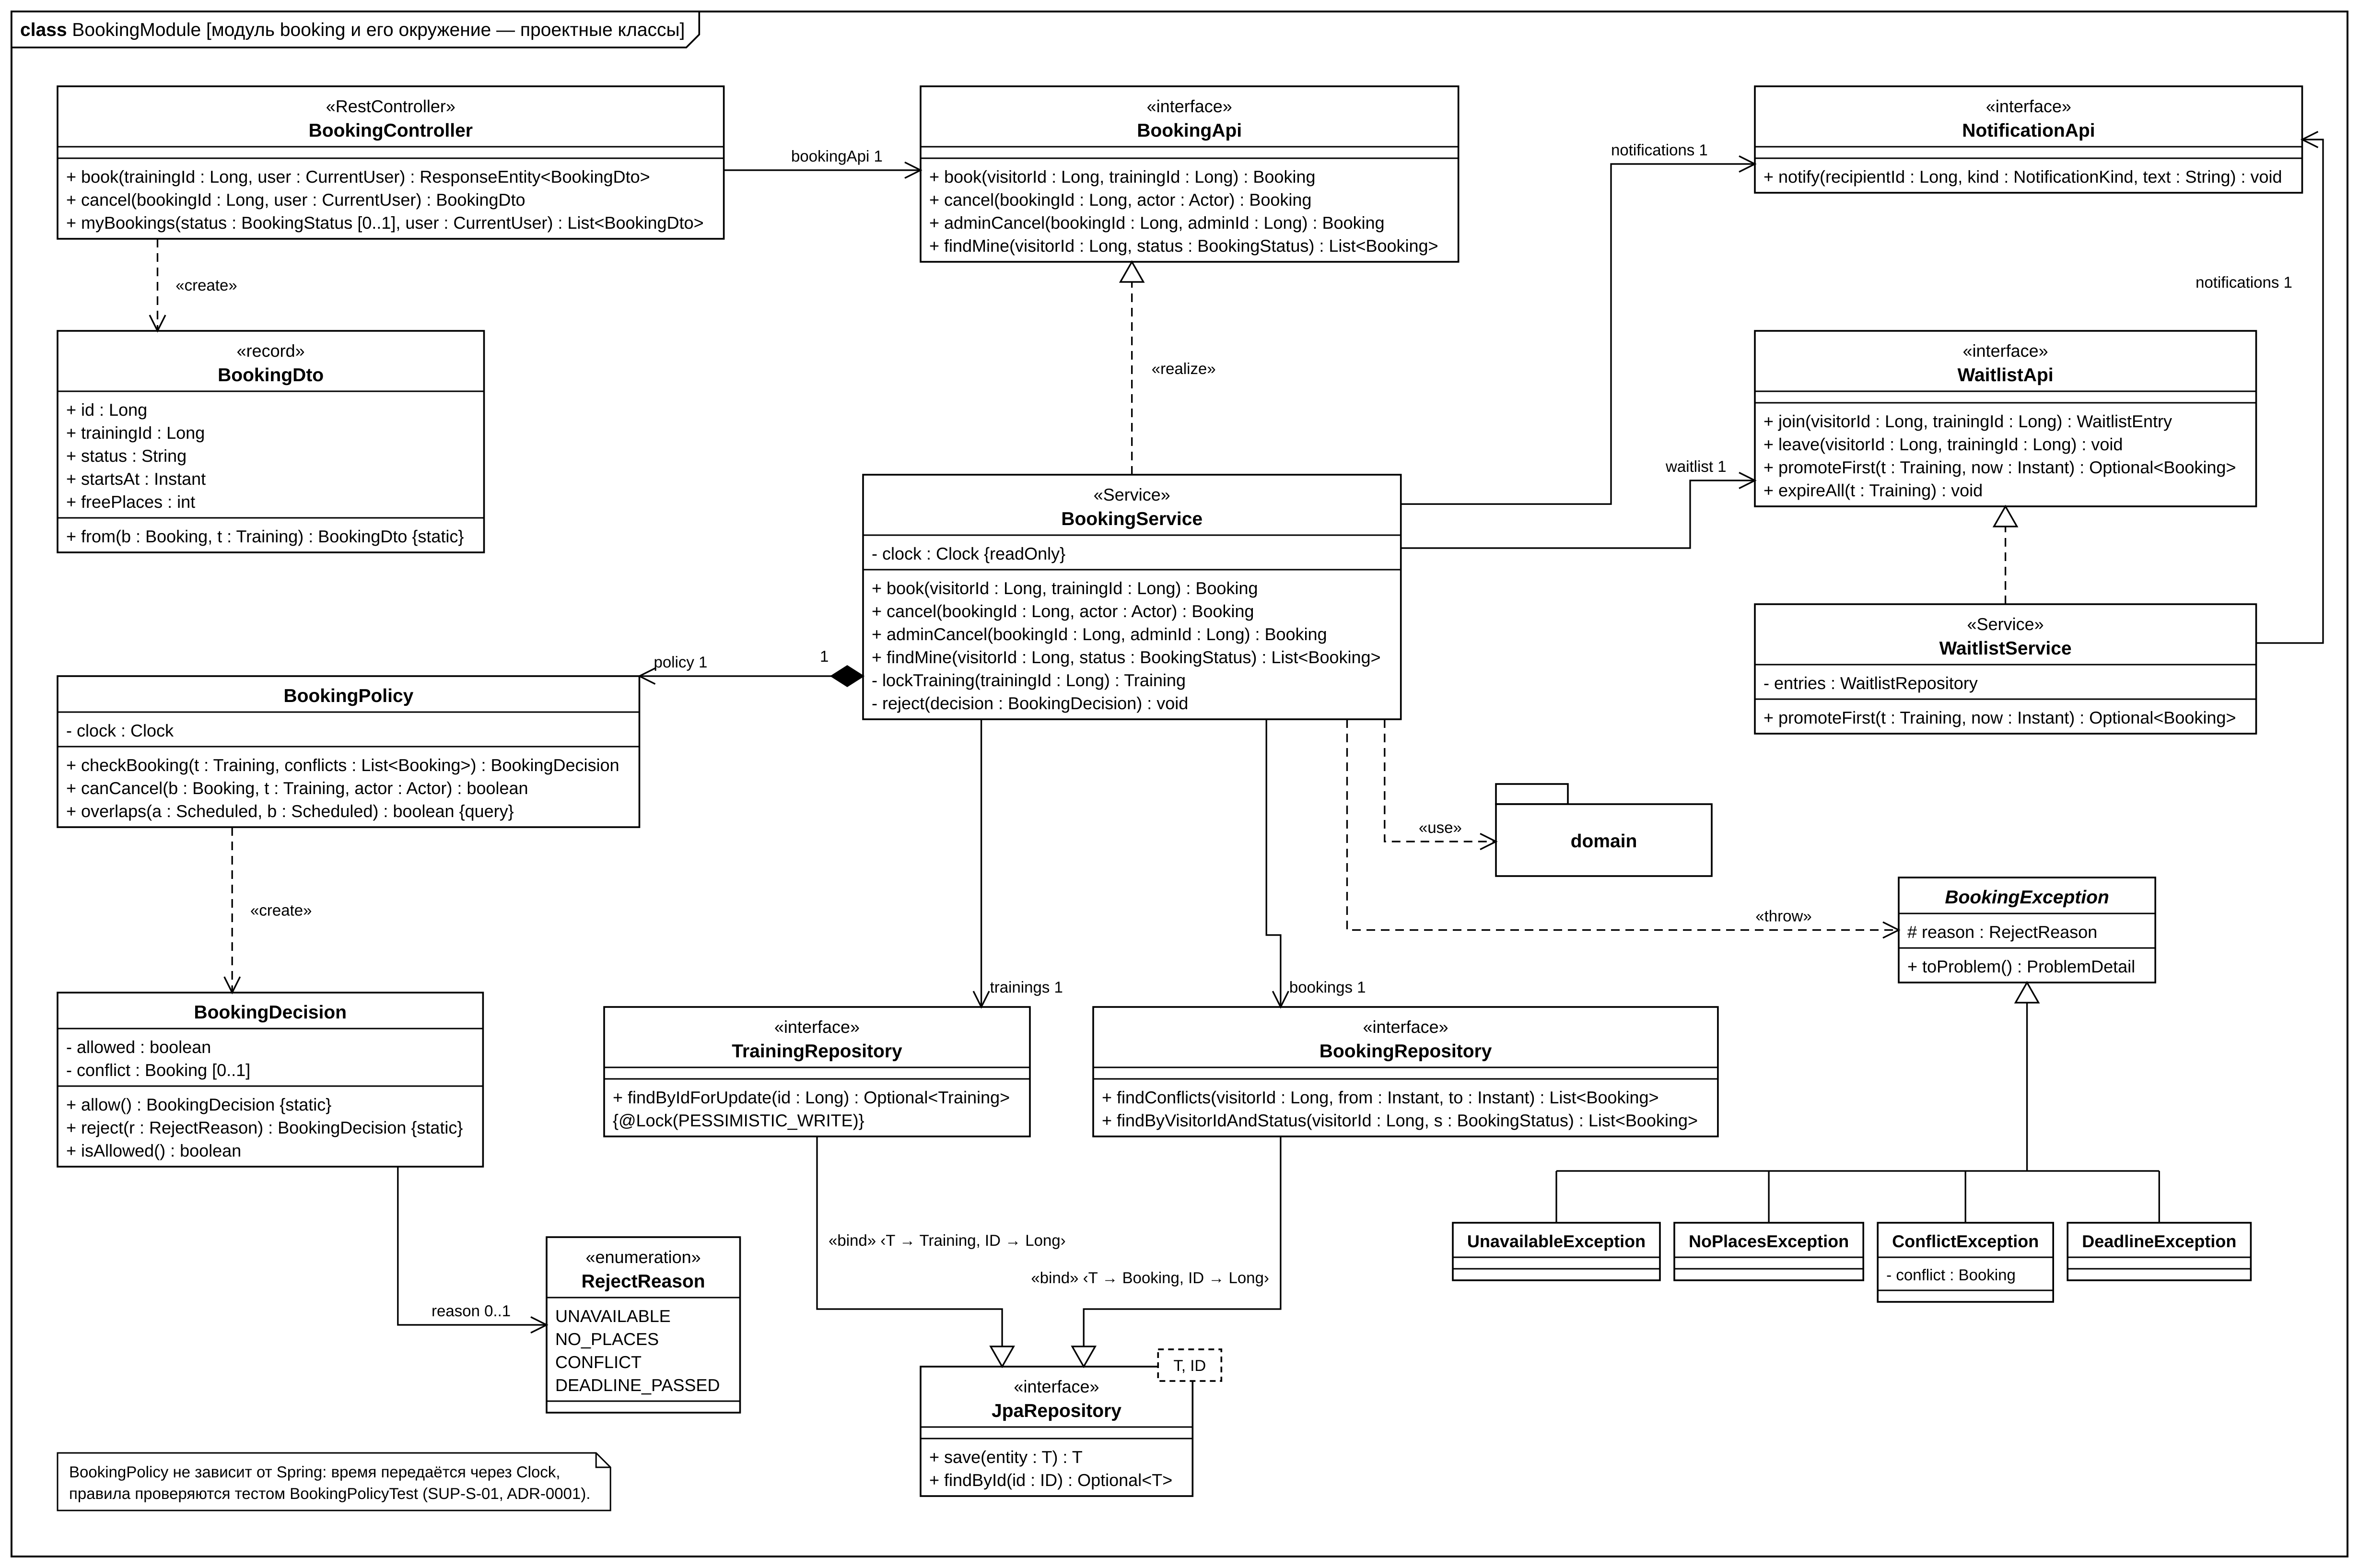 class BookingModule [модуль booking и его окружение — проектные классы]
«RestController»
BookingController
+ book(trainingId : Long, user : CurrentUser) : ResponseEntity<BookingDto>
+ cancel(bookingId : Long, user : CurrentUser) : BookingDto
+ myBookings(status : BookingStatus [0..1], user : CurrentUser) : List<BookingDto>
bookingApi 1
«interface»
BookingApi
+ book(visitorId : Long, trainingId : Long) : Booking
+ cancel(bookingId : Long, actor : Actor) : Booking
+ adminCancel(bookingId : Long, adminId : Long) : Booking
+ findMine(visitorId : Long, status : BookingStatus) : List<Booking>
notifications 1
«interface»
NotificationApi
+ notify(recipientId : Long, kind : NotificationKind, text : String) : void
notifications 1
«create»
«record»
BookingDto
+ id : Long
+ trainingId : Long
+ status : String
+ startsAt : Instant
+ freePlaces : int
+ from(b : Booking, t : Training) : BookingDto {static}
«realize»
«interface»
WaitlistApi
+ join(visitorId : Long, trainingId : Long) : WaitlistEntry
+ leave(visitorId : Long, trainingId : Long) : void
+ promoteFirst(t : Training, now : Instant) : Optional<Booking>
+ expireAll(t : Training) : void
waitlist 1
«Service»
BookingService
- clock : Clock {readOnly}
+ book(visitorId : Long, trainingId : Long) : Booking
+ cancel(bookingId : Long, actor : Actor) : Booking
+ adminCancel(bookingId : Long, adminId : Long) : Booking
+ findMine(visitorId : Long, status : BookingStatus) : List<Booking>
- lockTraining(trainingId : Long) : Training
- reject(decision : BookingDecision) : void
«Service»
WaitlistService
- entries : WaitlistRepository
+ promoteFirst(t : Training, now : Instant) : Optional<Booking>
policy 1
1
BookingPolicy
- clock : Clock
+ checkBooking(t : Training, conflicts : List<Booking>) : BookingDecision
+ canCancel(b : Booking, t : Training, actor : Actor) : boolean
+ overlaps(a : Scheduled, b : Scheduled) : boolean {query}
«use»
domain
«create»
«throw»
BookingException
# reason : RejectReason
+ toProblem() : ProblemDetail
BookingDecision
- allowed : boolean
- conflict : Booking [0..1]
+ allow() : BookingDecision {static}
+ reject(r : RejectReason) : BookingDecision {static}
+ isAllowed() : boolean
trainings 1
«interface»
TrainingRepository
+ findByIdForUpdate(id : Long) : Optional<Training>
{@Lock(PESSIMISTIC_WRITE)}
bookings 1
«interface»
BookingRepository
+ findConflicts(visitorId : Long, from : Instant, to : Instant) : List<Booking>
+ findByVisitorIdAndStatus(visitorId : Long, s : BookingStatus) : List<Booking>
UnavailableException
NoPlacesException
ConflictException
- conflict : Booking
DeadlineException
reason 0..1
«enumeration»
RejectReason
UNAVAILABLE
NO_PLACES
CONFLICT
DEADLINE_PASSED
«bind» ‹T → Training, ID → Long›
«bind» ‹T → Booking, ID → Long›
T, ID
«interface»
JpaRepository
+ save(entity : T) : T
+ findById(id : ID) : Optional<T>
BookingPolicy не зависит от Spring: время передаётся через Clock,
правила проверяются тестом BookingPolicyTest (SUP-S-01, ADR-0001).